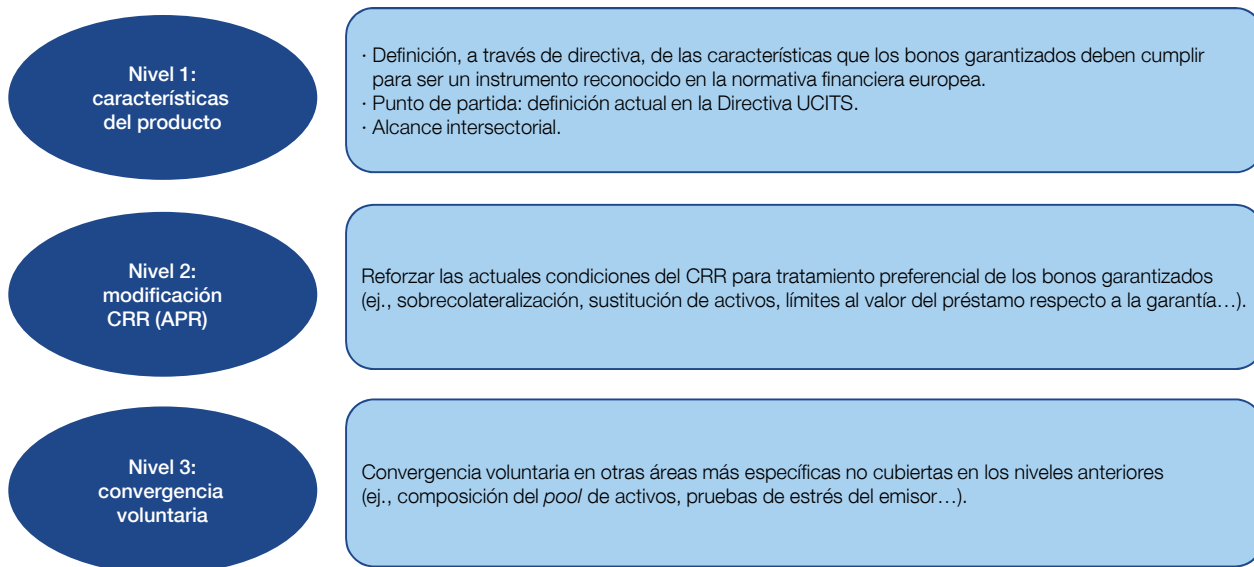 Nivel 1:
características
del producto
· Definición, a través de directiva, de las características que los bonos garantizados deben cumplir
para ser un instrumento reconocido en la normativa financiera europea.
· Punto de partida: definición actual en la Directiva UCITS.
· Alcance intersectorial.
Nivel 2:
modificación
CRR (APR)
Reforzar las actuales condiciones del CRR para tratamiento preferencial de los bonos garantizados
(ej., sobrecolateralización, sustitución de activos, límites al valor del préstamo respecto a la garantía…).
Nivel 3:
convergencia
voluntaria
Convergencia voluntaria en otras áreas más específicas no cubiertas en los niveles anteriores
(ej., composición del pool de activos, pruebas de estrés del emisor…).